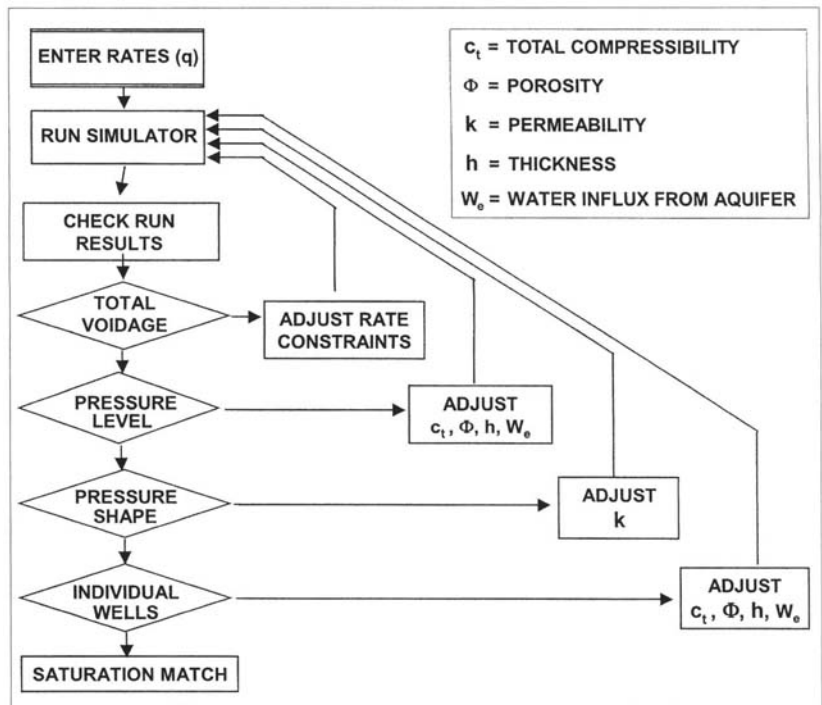 ENTER RATES (q)
RUN SIMULATOR
CHECK RUN
RESULTS
TOTAL
VOIDAGE
ADJUST RATE
CONSTRAINTS
PRESSURE
LEVEL
ADJUST
cₜ, Φ, h, Wₑ
PRESSURE
SHAPE
ADJUST
k
INDIVIDUAL
WELLS
ADJUST
cₜ, Φ, h, Wₑ
SATURATION MATCH
cₜ = TOTAL COMPRESSIBILITY
Φ = POROSITY
k = PERMEABILITY
h = THICKNESS
Wₑ = WATER INFLUX FROM AQUIFER